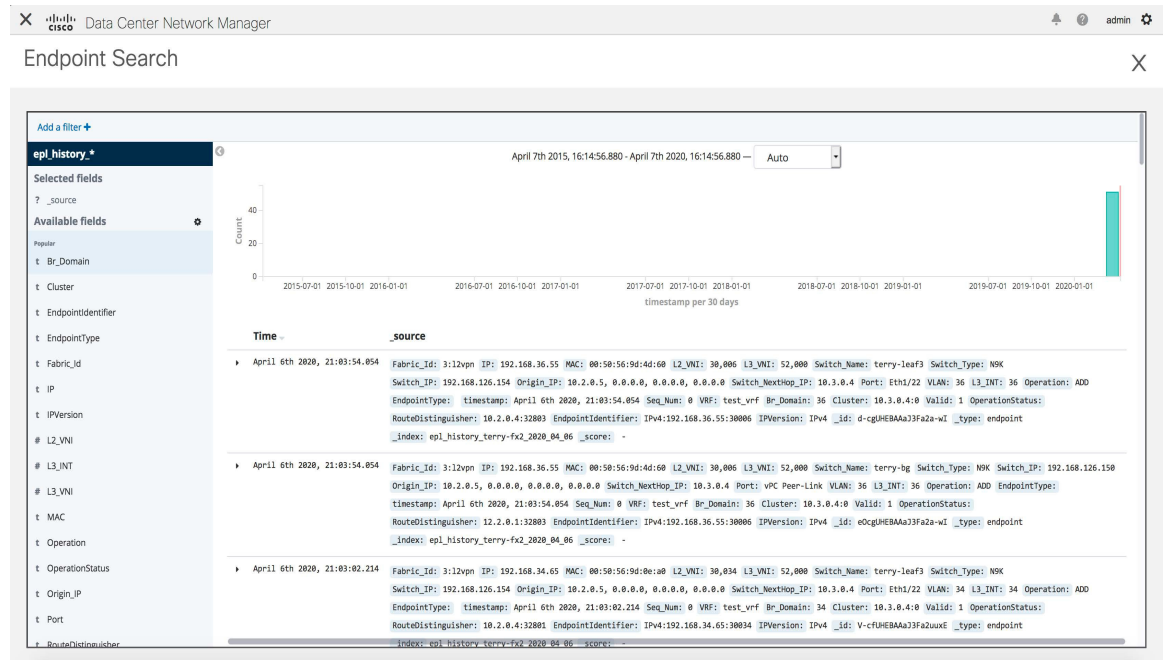 X cisco Data Center Network Manager admin
Endpoint Search X
Add a filter +
epl_history_*
Selected fields
? _source
Available fields
Popular
t Br_Domain
t Cluster
t EndpointIdentifier
t EndpointType
t Fabric_Id
t IP
t IPVersion
# L2_VNI
# L3_INT
# L3_VNI
t MAC
t Operation
t OperationStatus
t Origin_IP
t Port
t RouteDistinguisher
April 7th 2015, 16:14:56.880 - April 7th 2020, 16:14:56.880 — Auto
Count
40
20
0
2015-07-01 2015-10-01 2016-01-01 2016-07-01 2016-10-01 2017-01-01 2017-07-01 2017-10-01 2018-01-01 2018-07-01 2018-10-01 2019-01-01 2019-07-01 2019-10-01 2020-01-01
timestamp per 30 days
Time _source
April 6th 2020, 21:03:54.054 Fabric_Id: 3:l2vpn IP: 192.168.36.55 MAC: 00:50:56:9d:4d:60 L2_VNI: 30,006 L3_VNI: 52,000 Switch_Name: terry-leaf3 Switch_Type: N9K
Switch_IP: 192.168.126.154 Origin_IP: 10.2.0.5, 0.0.0.0, 0.0.0.0, 0.0.0.0 Switch_NextHop_IP: 10.3.0.4 Port: Eth1/22 VLAN: 36 L3_INT: 36 Operation: ADD
EndpointType: timestamp: April 6th 2020, 21:03:54.054 Seq_Num: 0 VRF: test_vrf Br_Domain: 36 Cluster: 10.3.0.4:0 Valid: 1 OperationStatus:
RouteDistinguisher: 10.2.0.4:32803 EndpointIdentifier: IPv4:192.168.36.55:30006 IPVersion: IPv4 _id: d-cgUHEBAAaJ3Fa2a-wI _type: endpoint
_index: epl_history_terry-fx2_2020_04_06 _score: -
April 6th 2020, 21:03:54.054 Fabric_Id: 3:l2vpn IP: 192.168.36.55 MAC: 00:50:56:9d:4d:60 L2_VNI: 30,006 L3_VNI: 52,000 Switch_Name: terry-bg Switch_Type: N9K Switch_IP: 192.168.126.150
Origin_IP: 10.2.0.5, 0.0.0.0, 0.0.0.0, 0.0.0.0 Switch_NextHop_IP: 10.3.0.4 Port: vPC Peer-Link VLAN: 36 L3_INT: 36 Operation: ADD EndpointType:
timestamp: April 6th 2020, 21:03:54.054 Seq_Num: 0 VRF: test_vrf Br_Domain: 36 Cluster: 10.3.0.4:0 Valid: 1 OperationStatus:
RouteDistinguisher: 12.2.0.1:32803 EndpointIdentifier: IPv4:192.168.36.55:30006 IPVersion: IPv4 _id: eOcgUHEBAAaJ3Fa2a-wI _type: endpoint
_index: epl_history_terry-fx2_2020_04_06 _score: -
April 6th 2020, 21:03:02.214 Fabric_Id: 3:l2vpn IP: 192.168.34.65 MAC: 00:50:56:9d:0e:a0 L2_VNI: 30,034 L3_VNI: 52,000 Switch_Name: terry-leaf3 Switch_Type: N9K
Switch_IP: 192.168.126.154 Origin_IP: 10.2.0.5, 0.0.0.0, 0.0.0.0, 0.0.0.0 Switch_NextHop_IP: 10.3.0.4 Port: Eth1/22 VLAN: 34 L3_INT: 34 Operation: ADD
EndpointType: timestamp: April 6th 2020, 21:03:02.214 Seq_Num: 0 VRF: test_vrf Br_Domain: 34 Cluster: 10.3.0.4:0 Valid: 1 OperationStatus:
RouteDistinguisher: 10.2.0.4:32801 EndpointIdentifier: IPv4:192.168.34.65:30034 IPVersion: IPv4 _id: V-cfUHEBAAaJ3Fa2uuxE _type: endpoint
_index: epl_history_terry-fx2_2020_04_06 _score: -